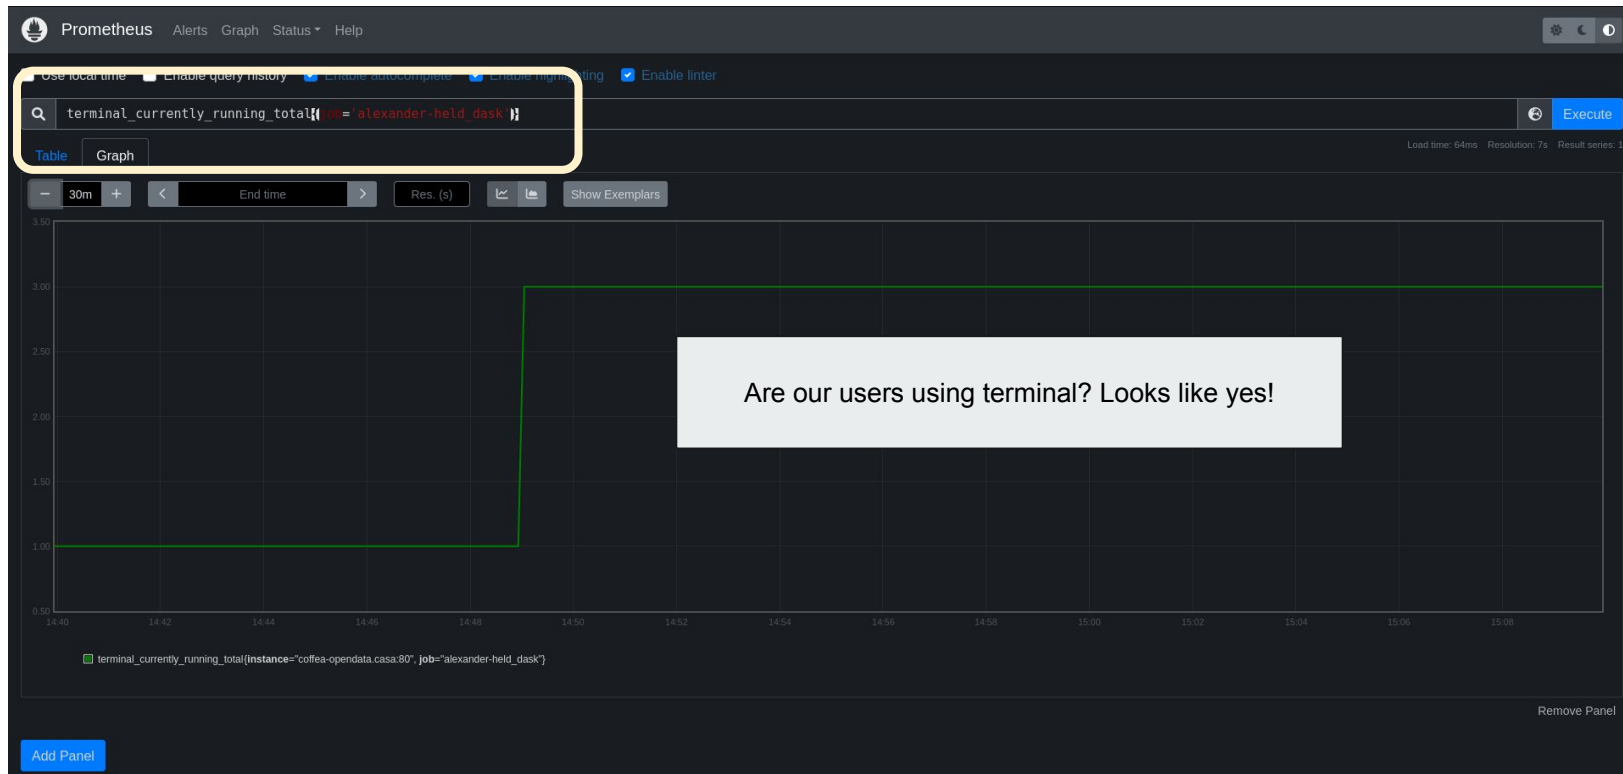 Prometheus Alerts Graph Status Help
Use local time Enable query history Enable autocomplete Enable highlighting Enable linter
terminal_currently_running_total{job='alexander-held_dask'}
Execute
Table Graph
Load time: 64ms Resolution: 7s Result series: 1
30m
End time
Res. (s)
Show Exemplars
3.50
3.00
2.50
2.00
1.50
1.00
0.50
Are our users using terminal? Looks like yes!
14:40 14:42 14:44 14:46 14:48 14:50 14:52 14:54 14:56 14:58 15:00 15:02 15:04 15:06 15:08
terminal_currently_running_total{instance="coffea-opendata.casa:80", job="alexander-held_dask"}
Remove Panel
Add Panel